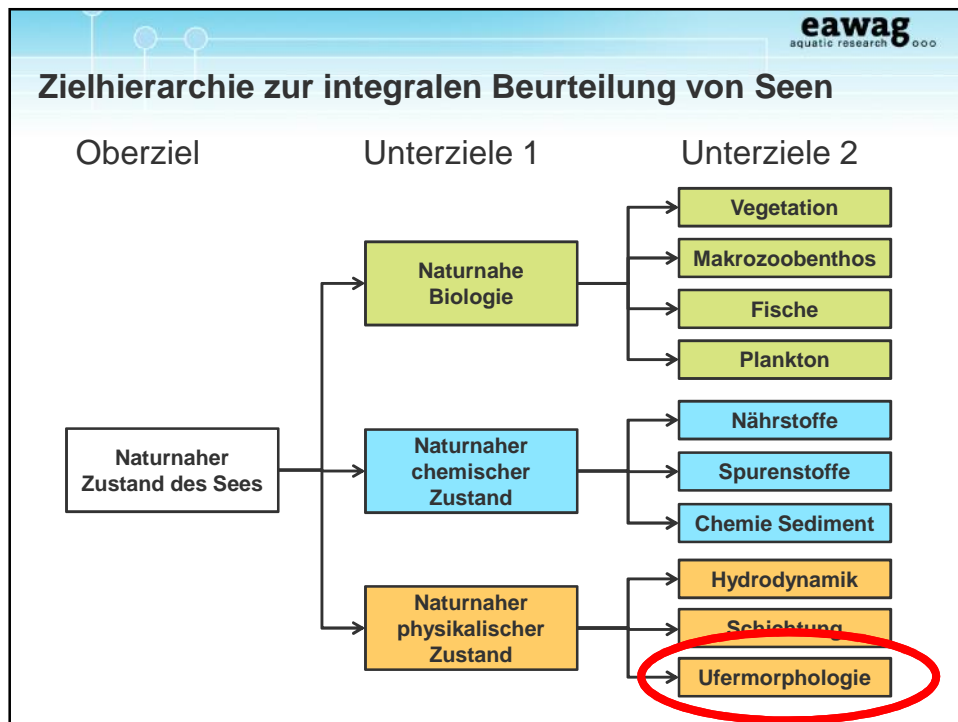 eawag
aquatic research ooo
Zielhierarchie zur integralen Beurteilung von Seen
Oberziel
Unterziele 1
Unterziele 2
Naturnaher
Zustand des Sees
Naturnahe
Biologie
Vegetation
Makrozoobenthos
Fische
Plankton
Naturnaher
chemischer
Zustand
Nährstoffe
Spurenstoffe
Chemie Sediment
Naturnaher
physikalischer
Zustand
Hydrodynamik
Schichtung
Ufermorphologie